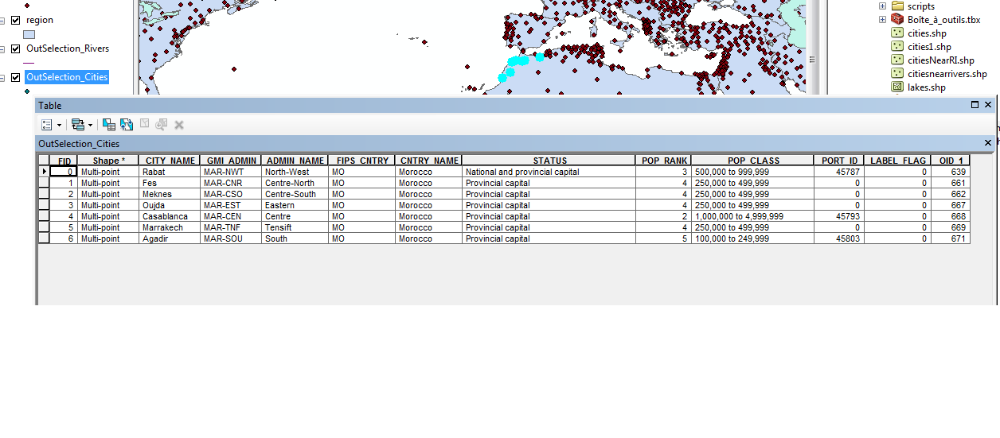 region
OutSelection_Rivers
OutSelection_Cities
scripts
Boîte_à_outils.tbx
cities.shp
cities1.shp
citiesNearRI.shp
citiesnearrivers.shp
lakes.shp
Table
OutSelection_Cities
FID Shape * CITY_NAME GMI_ADMIN ADMIN_NAME FIPS_CNTRY CNTRY_NAME STATUS POP_RANK POP_CLASS PORT_ID LABEL_FLAG OID_1
0 Multi-point Rabat MAR-NWT North-West MO Morocco National and provincial capital 3 500,000 to 999,999 45787 0 639
1 Multi-point Fes MAR-CNR Centre-North MO Morocco Provincial capital 4 250,000 to 499,999 0 0 661
2 Multi-point Meknes MAR-CSO Centre-South MO Morocco Provincial capital 4 250,000 to 499,999 0 0 662
3 Multi-point Oujda MAR-EST Eastern MO Morocco Provincial capital 4 250,000 to 499,999 0 0 667
4 Multi-point Casablanca MAR-CEN Centre MO Morocco Provincial capital 2 1,000,000 to 4,999,999 45793 0 668
5 Multi-point Marrakech MAR-TNF Tensift MO Morocco Provincial capital 4 250,000 to 499,999 0 0 669
6 Multi-point Agadir MAR-SOU South MO Morocco Provincial capital 5 100,000 to 249,999 45803 0 671